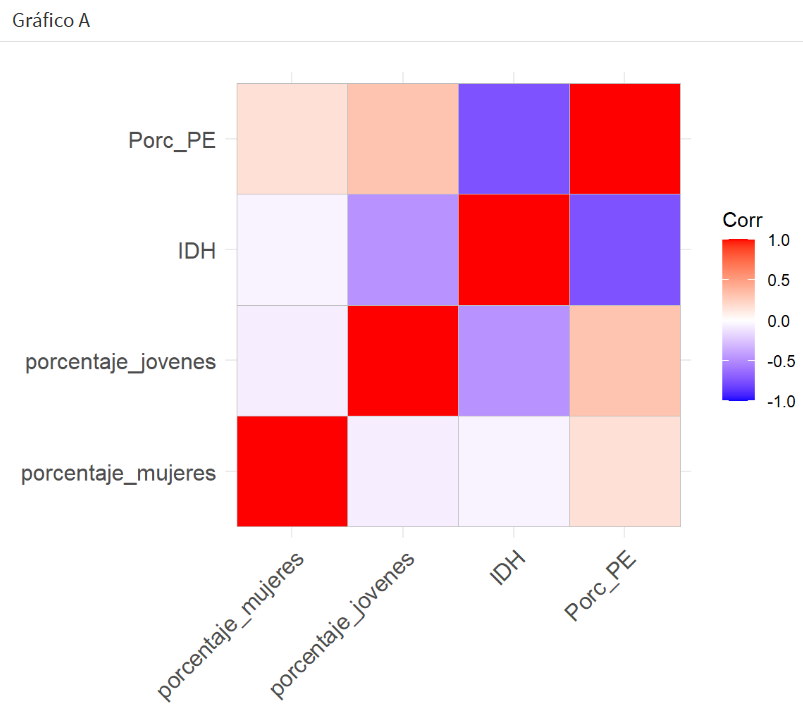 Gráfico A
Porc_PE
IDH
porcentaje_jovenes
porcentaje_mujeres
porcentaje_mujeres
porcentaje_jovenes
IDH
Porc_PE
Corr
1.0
0.5
0.0
-0.5
-1.0